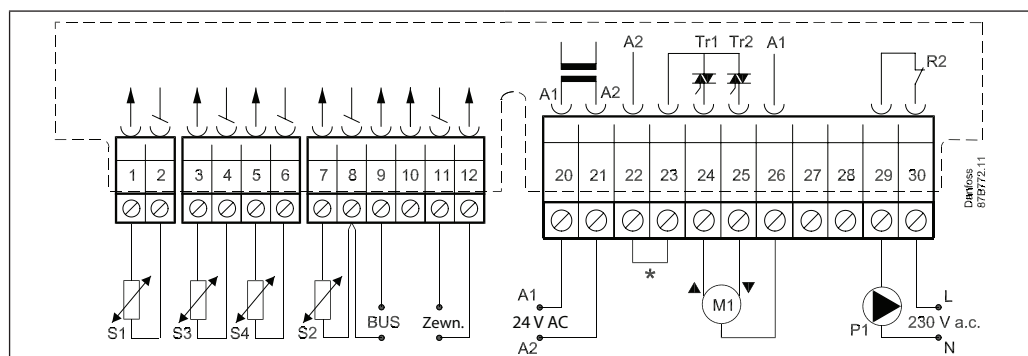 A2 Tr1 Tr2 A1
R2
A1 A2
1 2 3 4 5 6 7 8 9 10 11 12
20 21 22 23 24 25 26 27 28 29 30
Danfoss
87B772.11
*
S1 S3 S4 S2
BUS Zewn.
A1
24 V AC
A2
M1
P1
L
230 V a.c.
N